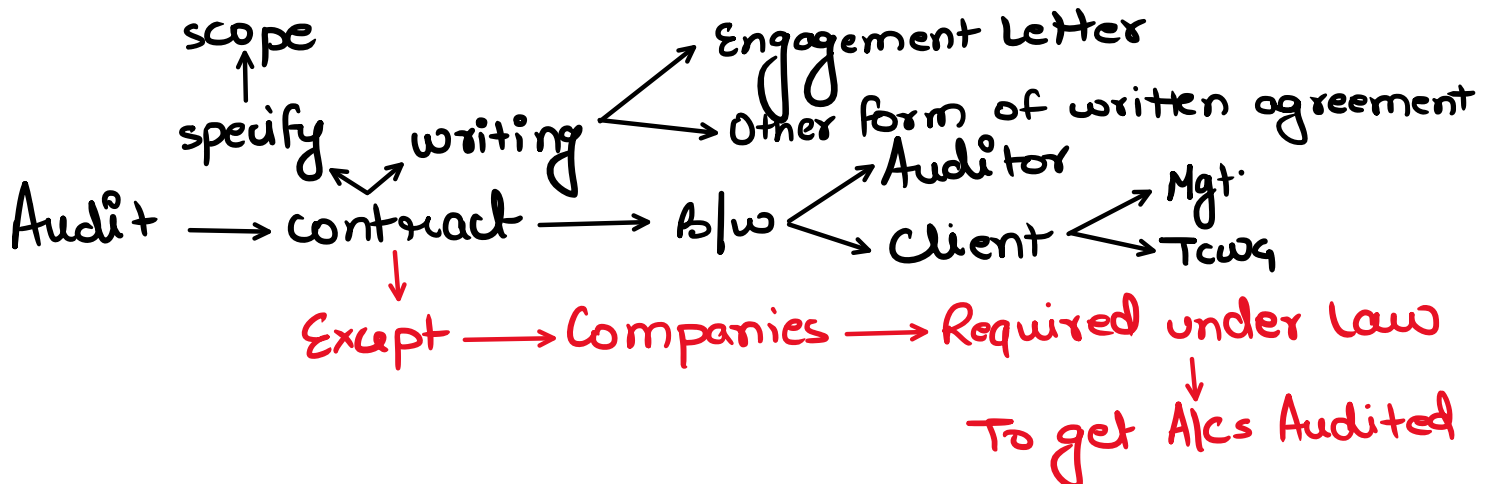 scope
Engagement Letter
specify
writing
Other form of written agreement
Auditor
Mgt.
Audit → contract → B/w
Client
TCWG
Except → Companies → Required under Law
To get A/cs Audited